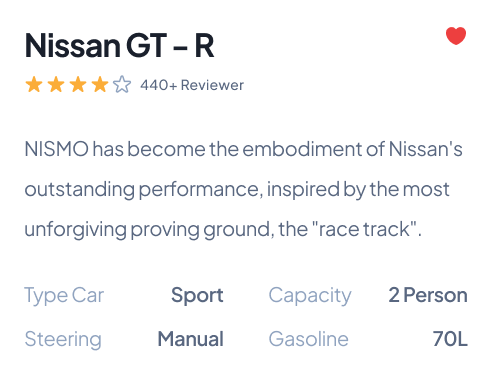 Nissan GT – R
440+ Reviewer
NISMO has become the embodiment of Nissan's
outstanding performance, inspired by the most
unforgiving proving ground, the "race track".
Type Car Sport Capacity 2 Person
Steering Manual Gasoline 70L